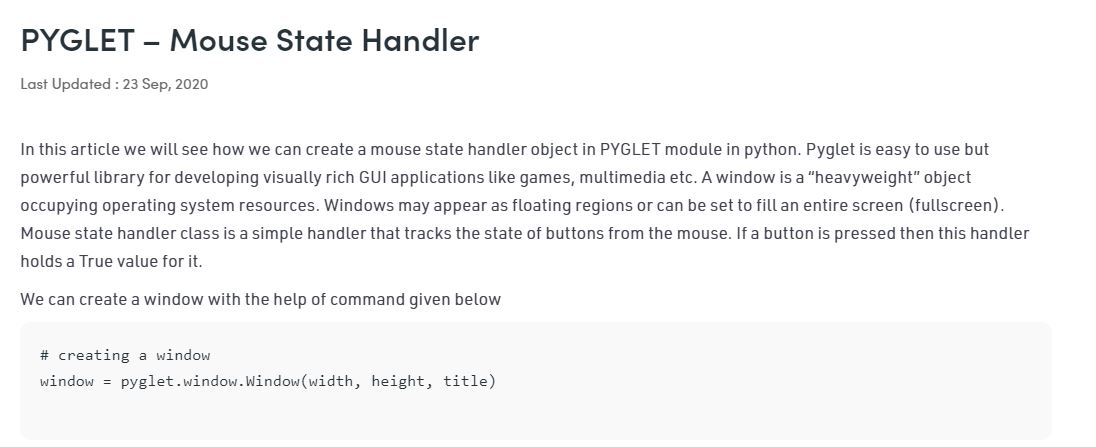 PYGLET – Mouse State Handler
Last Updated : 23 Sep, 2020
In this article we will see how we can create a mouse state handler object in PYGLET module in python. Pyglet is easy to use but
powerful library for developing visually rich GUI applications like games, multimedia etc. A window is a “heavyweight” object
occupying operating system resources. Windows may appear as floating regions or can be set to fill an entire screen (fullscreen).
Mouse state handler class is a simple handler that tracks the state of buttons from the mouse. If a button is pressed then this handler
holds a True value for it.
We can create a window with the help of command given below
# creating a window
window = pyglet.window.Window(width, height, title)